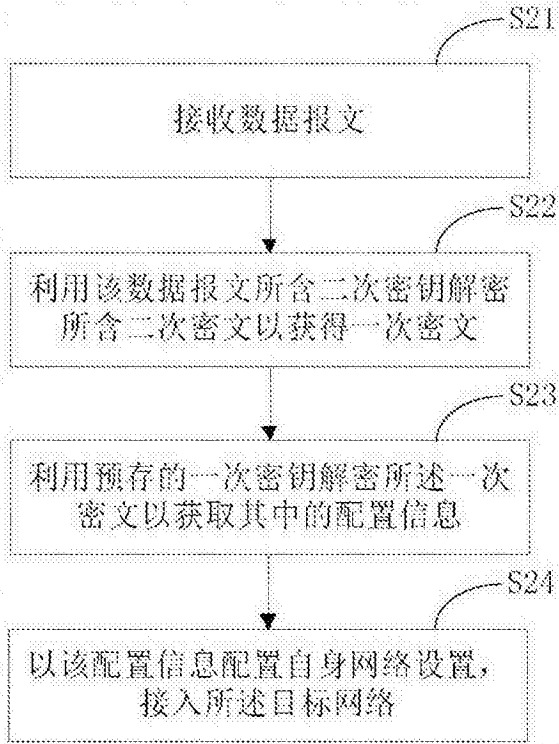 S21
接收数据报文
S22
利用该数据报文所含二次密钥解密
所含二次密文以获得一次密文
S23
利用预存的一次密钥解密所述一次
密文以获取其中的配置信息
S24
以该配置信息配置自身网络设置，
接入所述目标网络